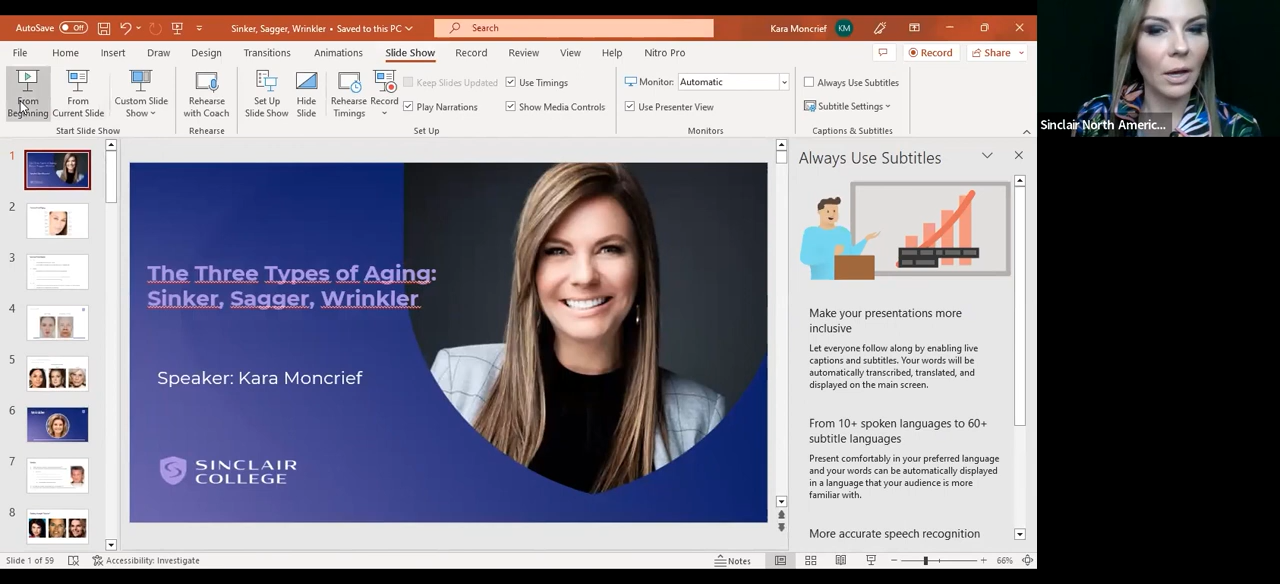 AutoSave Off
Sinker, Sagger, Wrinkler • Saved to this PC
Search
Kara Moncrief KM
File Home Insert Draw Design Transitions Animations Slide Show Record Review View Help Nitro Pro
Record Share
From Beginning
From Current Slide
Custom Slide Show
Start Slide Show
Rehearse with Coach
Rehearse
Set Up Slide Show
Hide Slide
Rehearse Timings
Record
Keep Slides Updated
Play Narrations
Use Timings
Show Media Controls
Set Up
Monitor: Automatic
Use Presenter View
Monitors
Always Use Subtitles
Subtitle Settings
Captions & Subtitles
Sinclair North Americ...
1
2
3
4
5
6
7
8
The Three Types of Aging:
Sinker, Sagger, Wrinkler
Speaker: Kara Moncrief
SINCLAIR
COLLEGE
Always Use Subtitles
Make your presentations more
inclusive
Let everyone follow along by enabling live
captions and subtitles. Your words will be
automatically transcribed, translated, and
displayed on the main screen.
From 10+ spoken languages to 60+
subtitle languages
Present comfortably in your preferred language
and your words can be automatically displayed
in a language that your audience is more
familiar with.
More accurate speech recognition
Slide 1 of 59
Accessibility: Investigate
Notes
66%